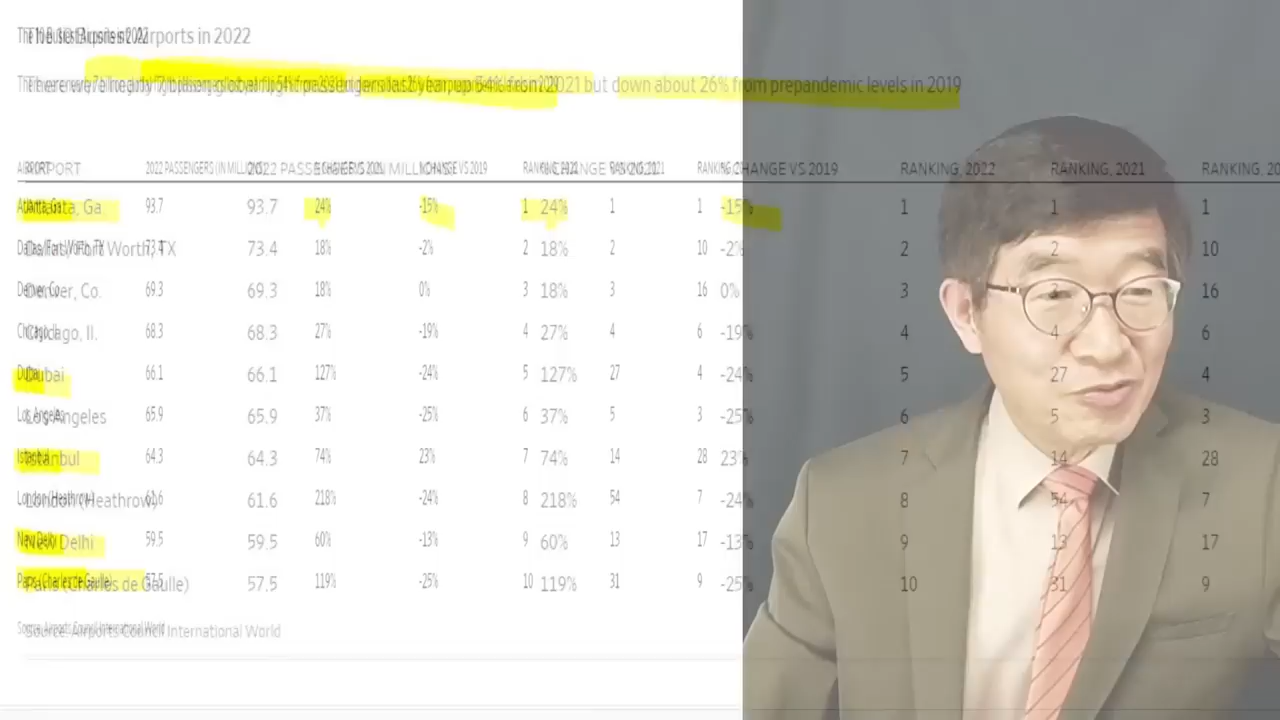 The 10 Busiest Airports in 2022
There were nearly 7 billion global flight passengers last year, up 54% from 2021 but down about 26% from prepandemic levels in 2019
AIRPORT 2022 PASSENGERS (IN MILLIONS) % CHANGE VS 2021 % CHANGE VS 2019 RANKING, 2022 RANKING, 2021 RANKING, 20
Atlanta, Ga. 93.7 24% -15% 1 1 1
Dallas/Fort Worth, TX 73.4 18% -2% 2 2 10
Denver, Co. 69.3 18% 0% 3 3 16
Chicago, Il. 68.3 27% -19% 4 4 6
Dubai 66.1 127% -24% 5 27 4
Los Angeles 65.9 37% -25% 6 5 3
Istanbul 64.3 74% 23% 7 14 28
London (Heathrow) 61.6 218% -24% 8 54 7
New Delhi 59.5 60% -13% 9 13 17
Paris (Charles de Gaulle) 57.5 119% -25% 10 31 9
Source: Airports Council International World